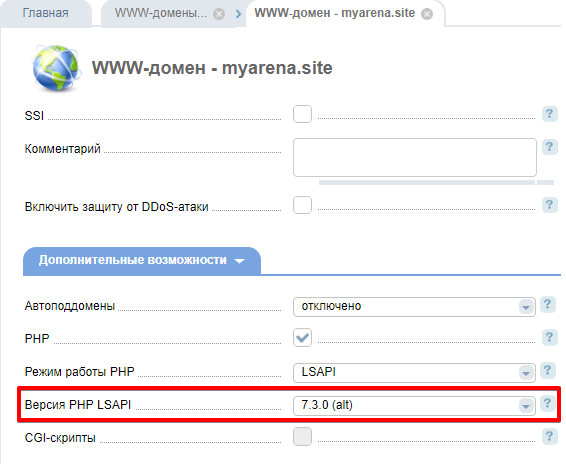 Главная
WWW-домены...
WWW-домен - myarena.site
WWW-домен - myarena.site
SSI
?
Комментарий
?
Включить защиту от DDoS-атаки
?
Дополнительные возможности
Автоподдомены
отключено
?
PHP
?
Режим работы PHP
LSAPI
?
Версия PHP LSAPI
7.3.0 (alt)
?
CGI-скрипты
?